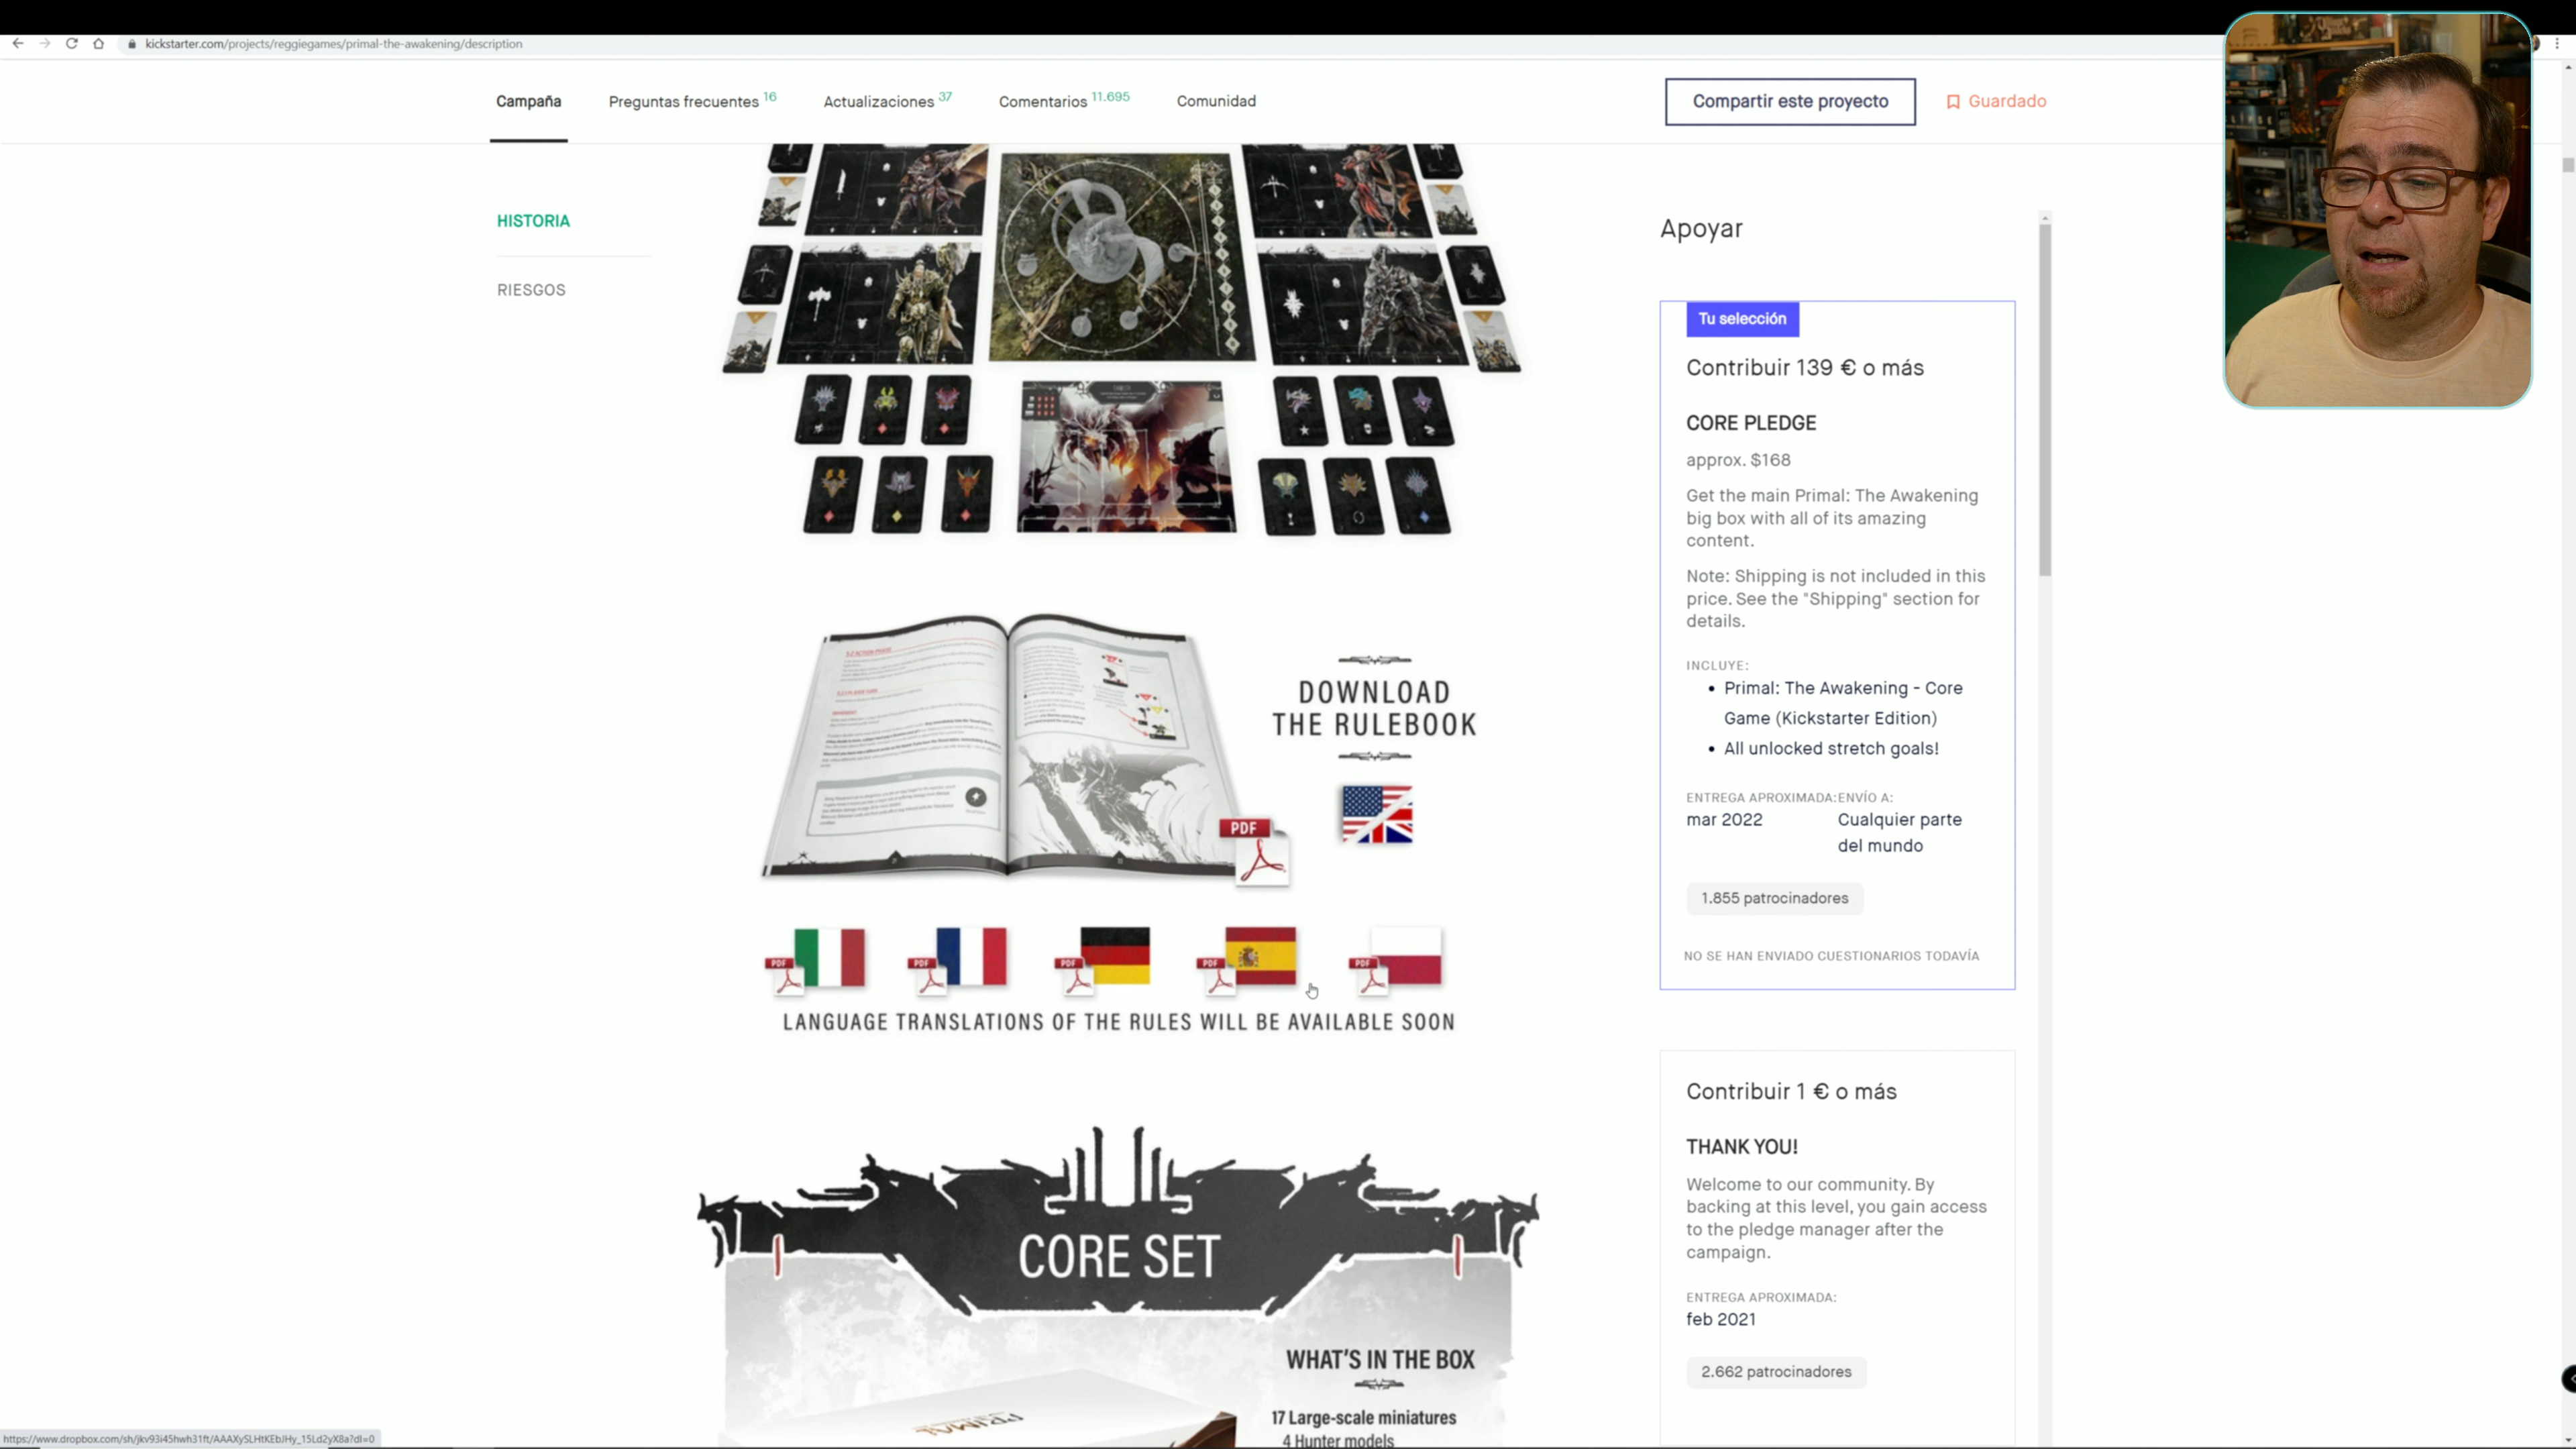 kickstarter.com/projects/reggiegames/primal-the-awakening/description
Campaña
Preguntas frecuentes 16
Actualizaciones 37
Comentarios 11.695
Comunidad
Compartir este proyecto
Guardado
HISTORIA
RIESGOS
DOWNLOAD
THE RULEBOOK
PDF
PDF
PDF
PDF
PDF
PDF
LANGUAGE TRANSLATIONS OF THE RULES WILL BE AVAILABLE SOON
CORE SET
WHAT'S IN THE BOX
17 Large-scale miniatures
4 Hunter models
PRIMAL
Apoyar
Tu selección
Contribuir 139 € o más
CORE PLEDGE
approx. $168
Get the main Primal: The Awakening
big box with all of its amazing
content.
Note: Shipping is not included in this
price. See the "Shipping" section for
details.
INCLUYE:
• Primal: The Awakening - Core
Game (Kickstarter Edition)
• All unlocked stretch goals!
ENTREGA APROXIMADA:
mar 2022
ENVÍO A:
Cualquier parte
del mundo
1.855 patrocinadores
NO SE HAN ENVIADO CUESTIONARIOS TODAVÍA
Contribuir 1 € o más
THANK YOU!
Welcome to our community. By
backing at this level, you gain access
to the pledge manager after the
campaign.
ENTREGA APROXIMADA:
feb 2021
2.662 patrocinadores